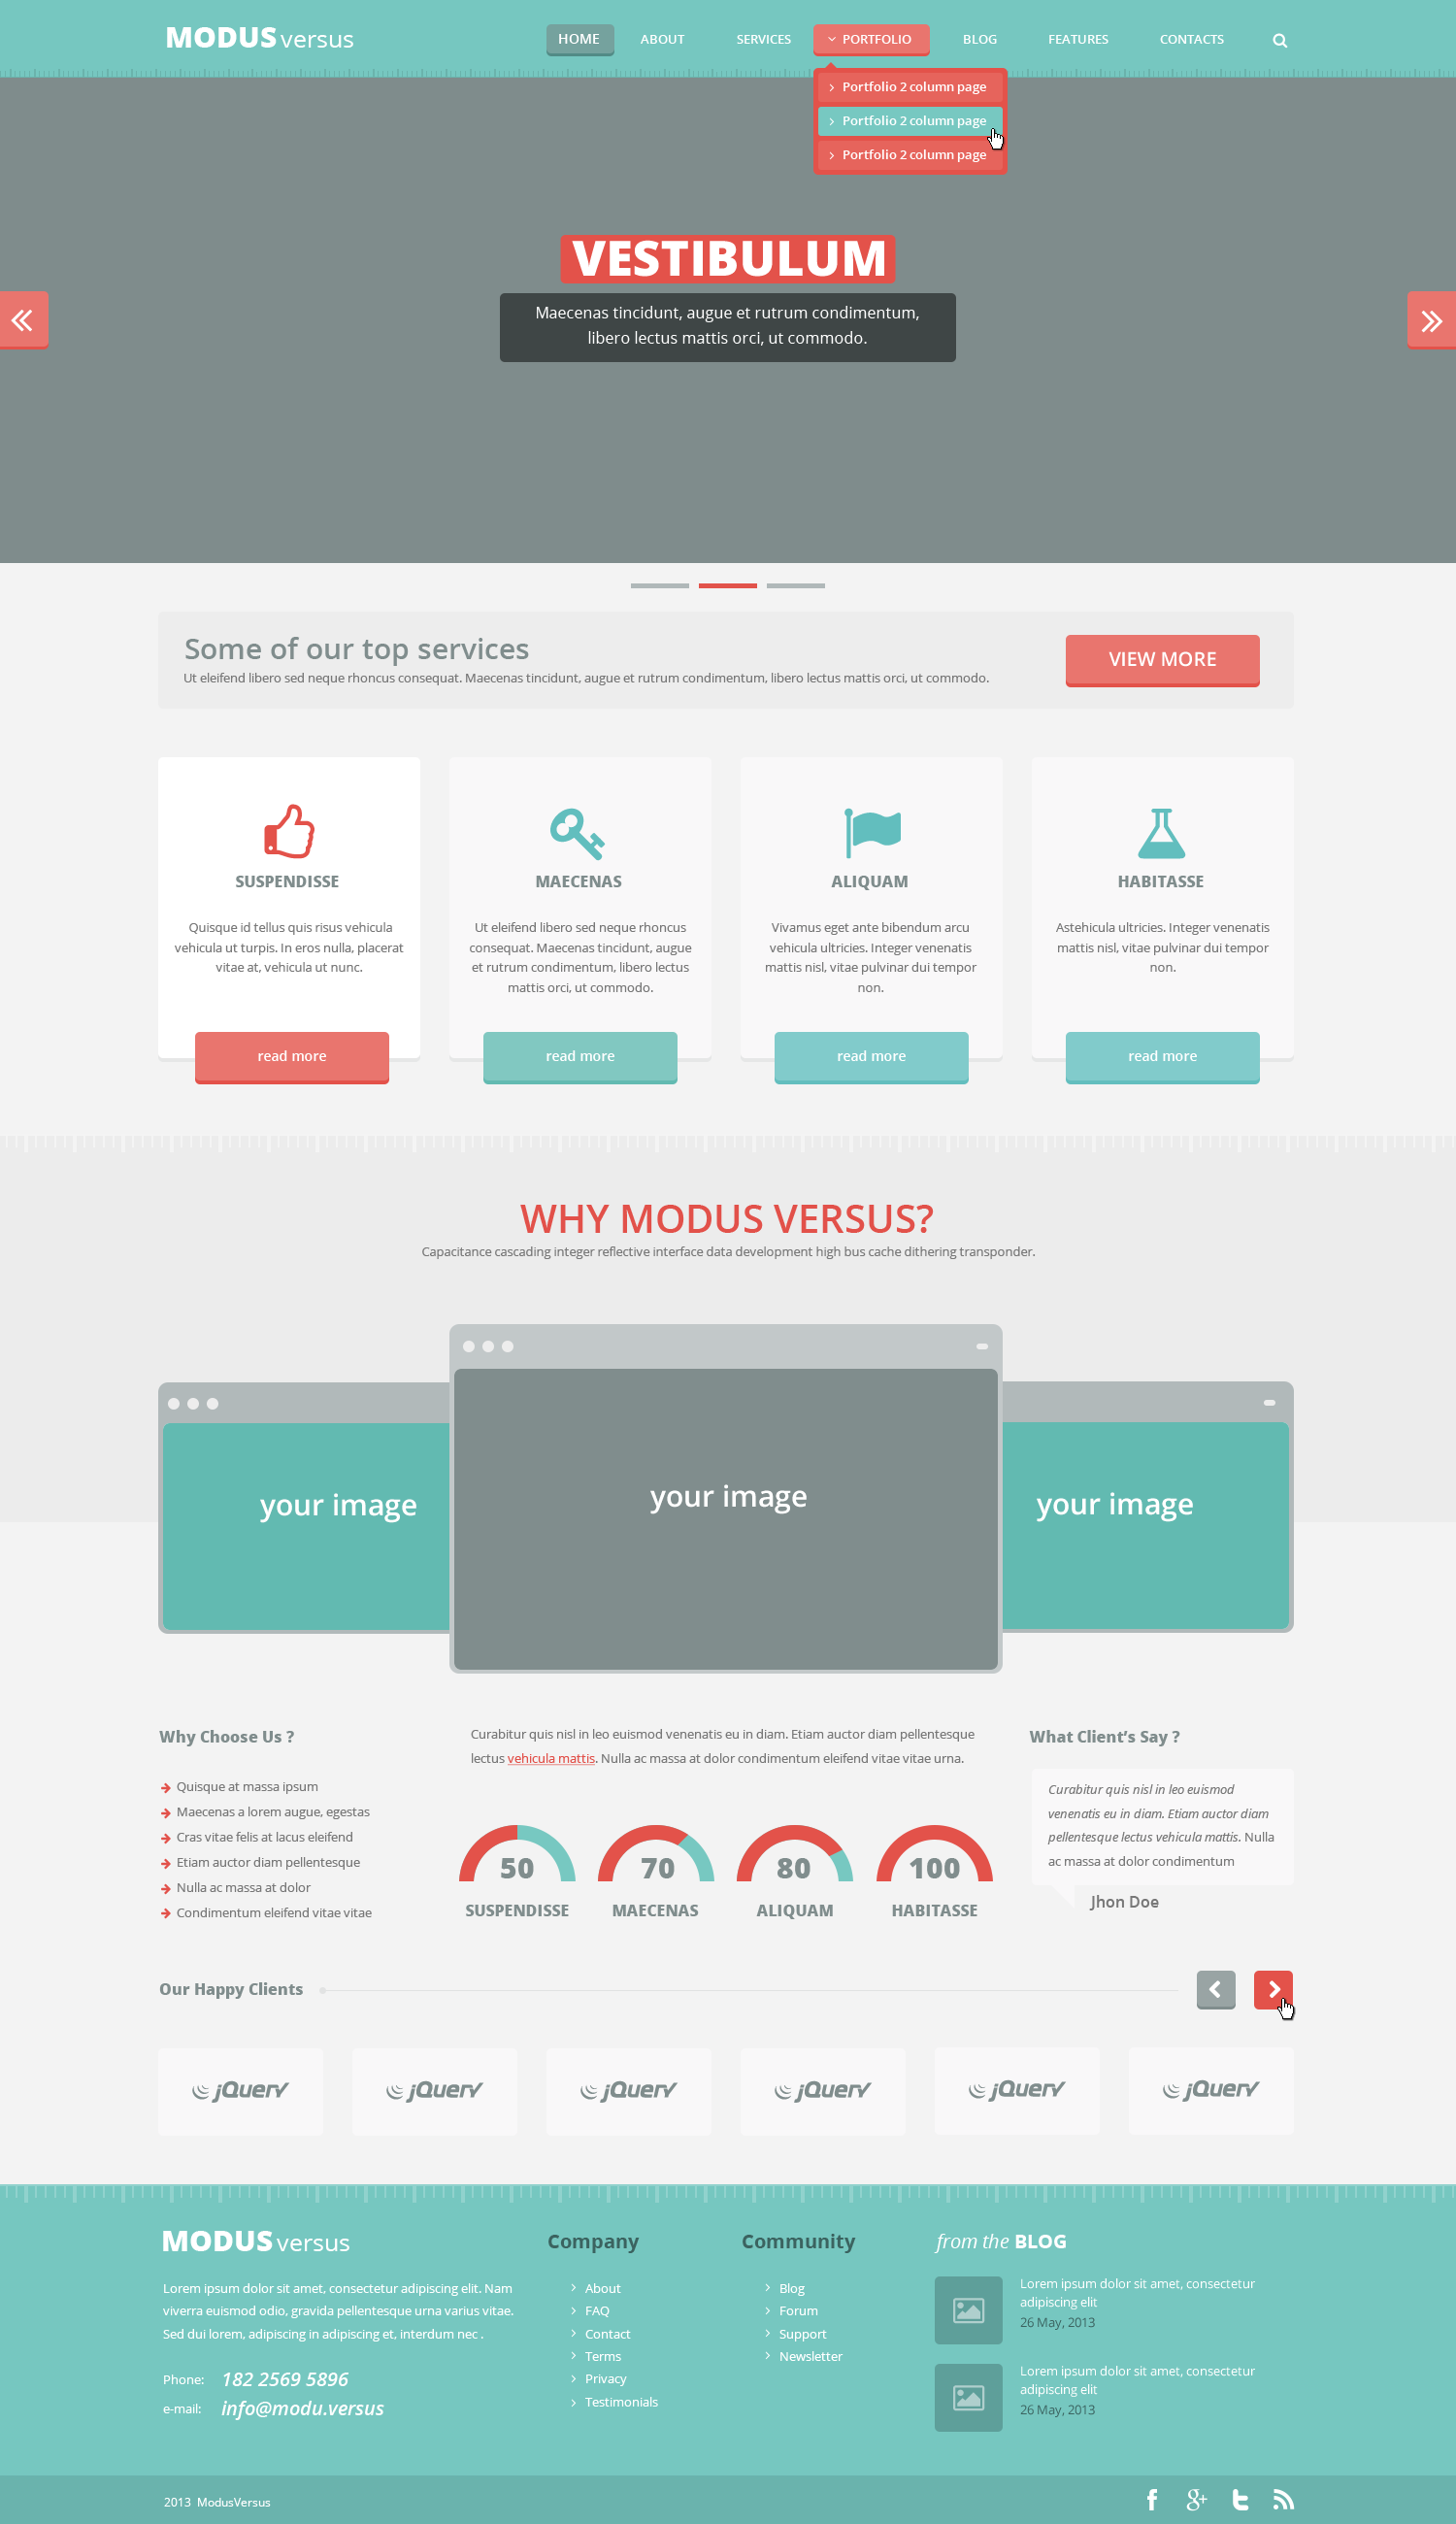 MODUS versus
HOME ABOUT SERVICES PORTFOLIO BLOG FEATURES CONTACTS
Portfolio 2 column page
Portfolio 2 column page
Portfolio 2 column page
VESTIBULUM
Maecenas tincidunt, augue et rutrum condimentum,
libero lectus mattis orci, ut commodo.
Some of our top services
Ut eleifend libero sed neque rhoncus consequat. Maecenas tincidunt, augue et rutrum condimentum, libero lectus mattis orci, ut commodo.
VIEW MORE
SUSPENDISSE
Quisque id tellus quis risus vehicula
vehicula ut turpis. In eros nulla, placerat
vitae at, vehicula ut nunc.
read more
MAECENAS
Ut eleifend libero sed neque rhoncus
consequat. Maecenas tincidunt, augue
et rutrum condimentum, libero lectus
mattis orci, ut commodo.
read more
ALIQUAM
Vivamus eget ante bibendum arcu
vehicula ultricies. Integer venenatis
mattis nisl, vitae pulvinar dui tempor
non.
read more
HABITASSE
Astehicula ultricies. Integer venenatis
mattis nisl, vitae pulvinar dui tempor
non.
read more
WHY MODUS VERSUS?
Capacitance cascading integer reflective interface data development high bus cache dithering transponder.
your image
your image
your image
Why Choose Us ?
Quisque at massa ipsum
Maecenas a lorem augue, egestas
Cras vitae felis at lacus eleifend
Etiam auctor diam pellentesque
Nulla ac massa at dolor
Condimentum eleifend vitae vitae
Curabitur quis nisl in leo euismod venenatis eu in diam. Etiam auctor diam pellentesque
lectus vehicula mattis. Nulla ac massa at dolor condimentum eleifend vitae vitae urna.
50 70 80 100
SUSPENDISSE MAECENAS ALIQUAM HABITASSE
What Client's Say ?
Curabitur quis nisl in leo euismod
venenatis eu in diam. Etiam auctor diam
pellentesque lectus vehicula mattis. Nulla
ac massa at dolor condimentum
Jhon Doe
Our Happy Clients
jQuery jQuery jQuery jQuery jQuery jQuery
MODUS versus
Lorem ipsum dolor sit amet, consectetur adipiscing elit. Nam
viverra euismod odio, gravida pellentesque urna varius vitae.
Sed dui lorem, adipiscing in adipiscing et, interdum nec .
Phone: 182 2569 5896
e-mail: info@modu.versus
Company
About
FAQ
Contact
Terms
Privacy
Testimonials
Community
Blog
Forum
Support
Newsletter
from the BLOG
Lorem ipsum dolor sit amet, consectetur
adipiscing elit
26 May, 2013
Lorem ipsum dolor sit amet, consectetur
adipiscing elit
26 May, 2013
2013 ModusVersus